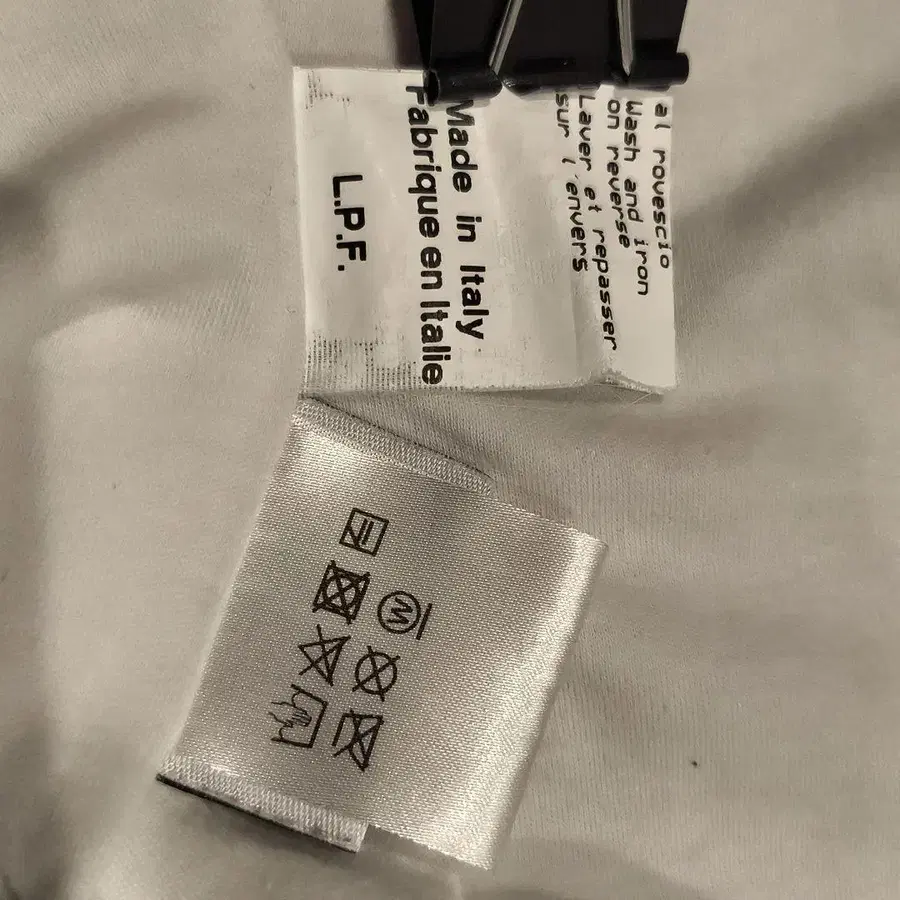 al rovescio
Wash and iron
on reverse
Laver et repasser
sur l'envers
Made in Italy
Fabrique en Italie
L.P.F.
W